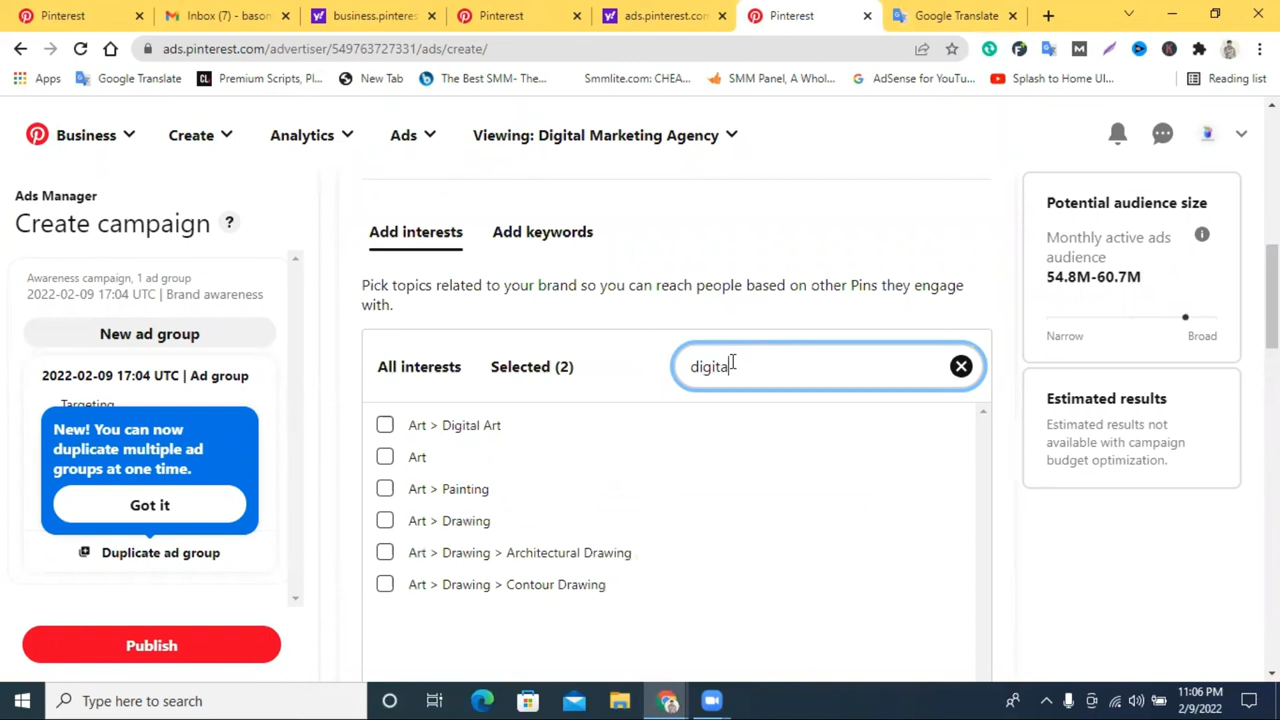 Pinterest
Inbox (7) - bason
business.pinteres
Pinterest
ads.pinterest.com
Pinterest
Google Translate
ads.pinterest.com/advertiser/549763727331/ads/create/
Apps
Google Translate
Premium Scripts, Pl...
New Tab
The Best SMM- The...
Smmlite.com: CHEA...
SMM Panel, A Whol...
AdSense for YouTu...
Splash to Home UI...
Reading list
Business
Create
Analytics
Ads
Viewing: Digital Marketing Agency
Ads Manager
Create campaign ?
Awareness campaign, 1 ad group
2022-02-09 17:04 UTC | Brand awareness
New ad group
2022-02-09 17:04 UTC | Ad group
Targeting
New! You can now
duplicate multiple ad
groups at one time.
Got it
Duplicate ad group
Publish
Add interests
Add keywords
Pick topics related to your brand so you can reach people based on other Pins they engage
with.
All interests
Selected (2)
digita
Art > Digital Art
Art
Art > Painting
Art > Drawing
Art > Drawing > Architectural Drawing
Art > Drawing > Contour Drawing
Potential audience size
Monthly active ads
audience
54.8M-60.7M
Narrow
Broad
Estimated results
Estimated results not
available with campaign
budget optimization.
Type here to search
11:06 PM
2/9/2022